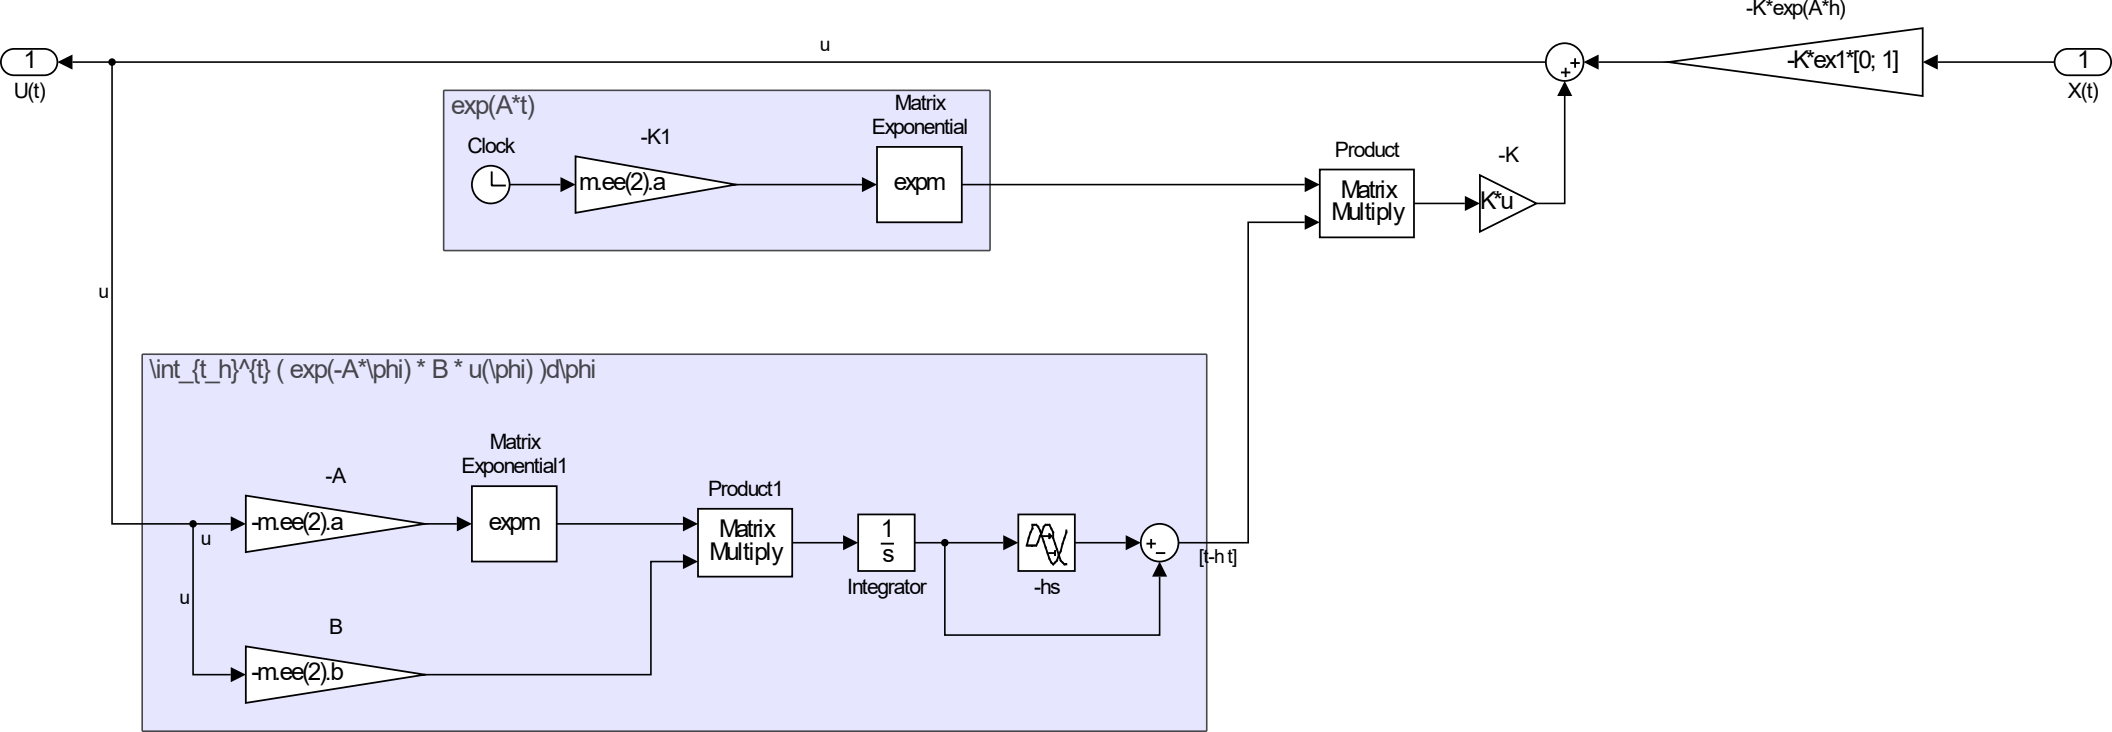 -K*exp(A*h)
u
1
U(t)
+
+
-K*ex1*[0; 1]
1
X(t)
exp(A*t)
Matrix
Exponential
Clock
-K1
m.ee(2).a
expm
Product
Matrix
Multiply
-K
K*u
u
\int_{t_h}^{t} ( exp(-A*\phi) * B * u(\phi) )d\phi
Matrix
Exponential1
-A
-m.ee(2).a
expm
Product1
Matrix
Multiply
1
s
Integrator
-hs
+
−
[t-h t]
u
u
B
-m.ee(2).b